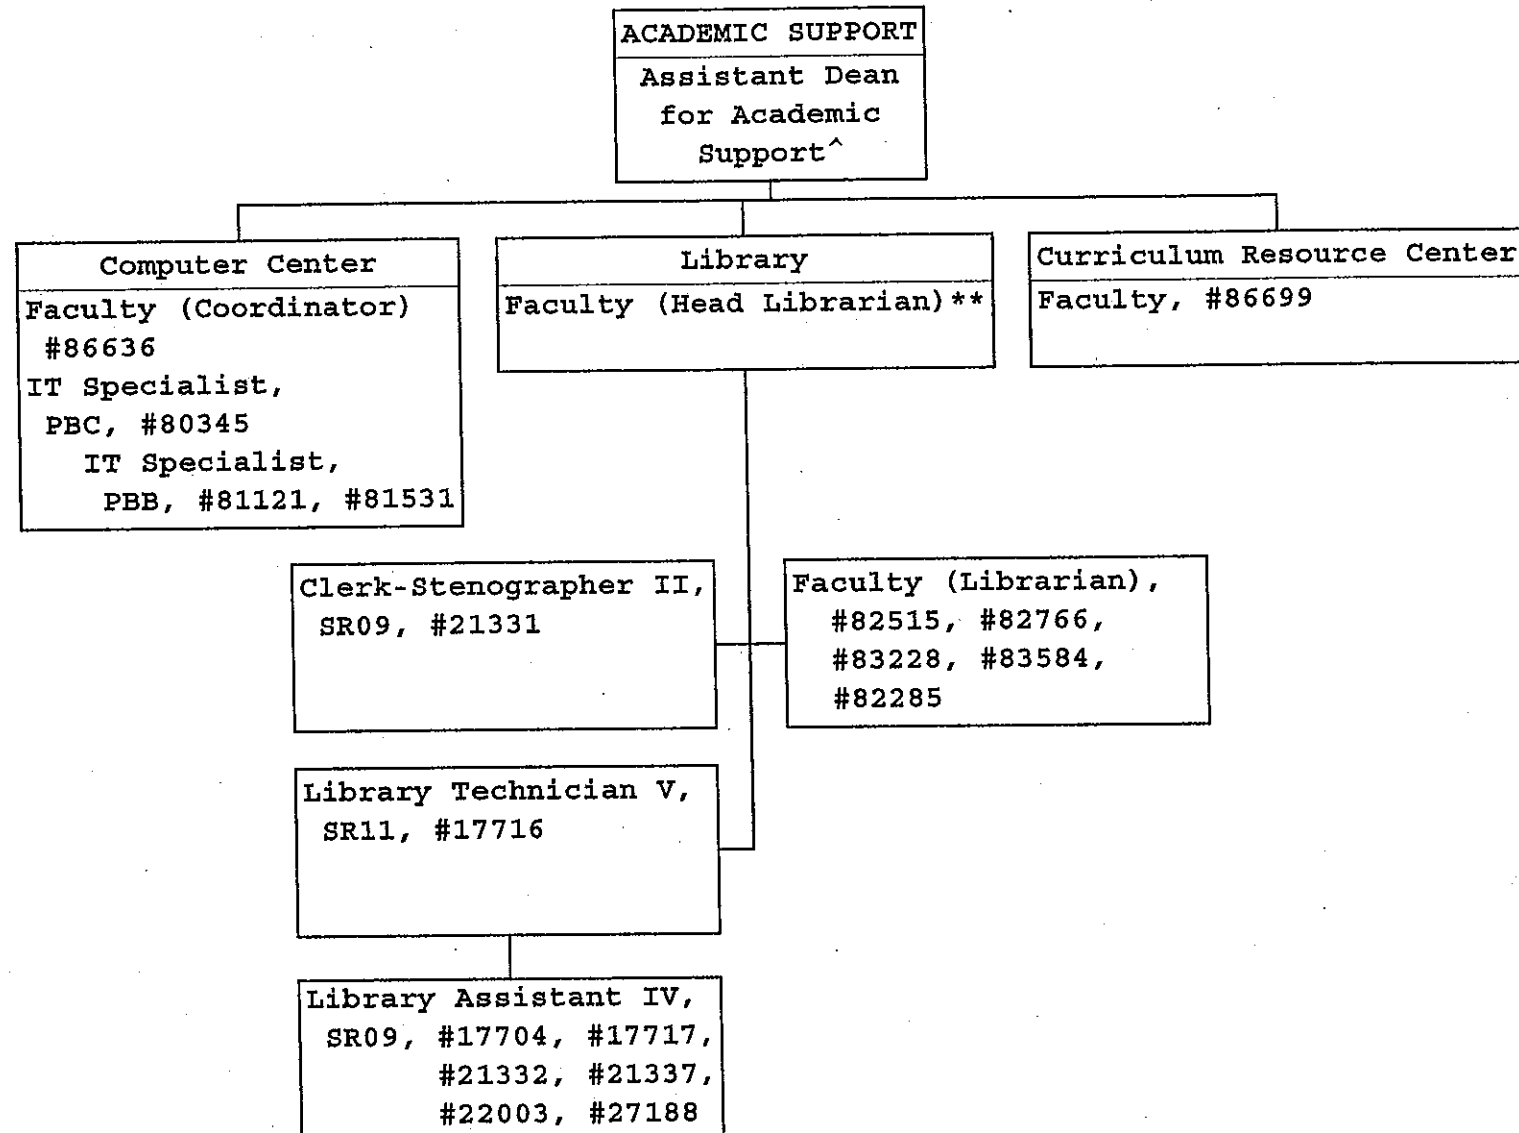 ACADEMIC SUPPORT
Assistant Dean
for Academic
Support^
Computer Center
Faculty (Coordinator)
#86636
IT Specialist,
PBC, #80345
IT Specialist,
PBB, #81121, #81531
Library
Faculty (Head Librarian)**
Curriculum Resource Center
Faculty, #86699
Clerk-Stenographer II,
SR09, #21331
Faculty (Librarian),
#82515, #82766,
#83228, #83584,
#82285
Library Technician V,
SR11, #17716
Library Assistant IV,
SR09, #17704, #17717,
#21332, #21337,
#22003, #27188